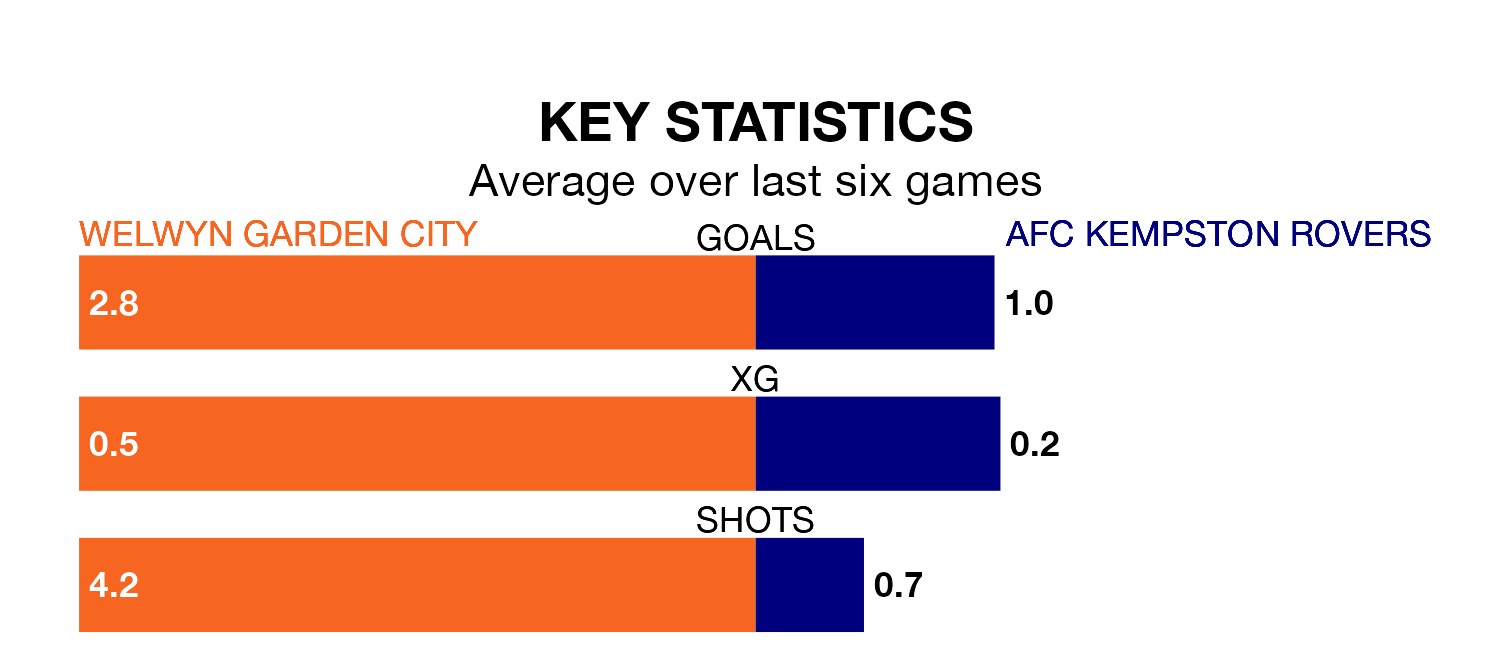 KEY STATISTICS
Average over last six games
WELWYN GARDEN CITY GOALS AFC KEMPSTON ROVERS
2.8 1.0
XG
0.5 0.2
SHOTS
4.2 0.7